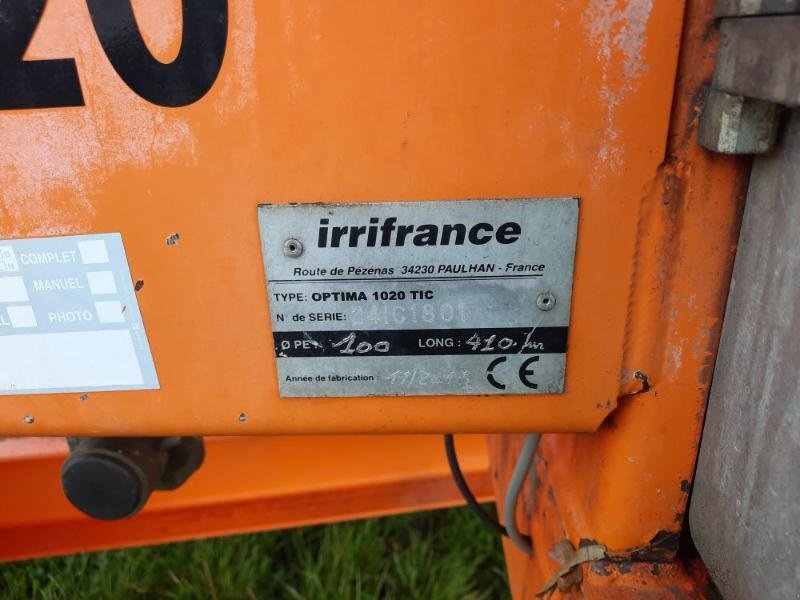 20
COMPLET
MANUEL
PHOTO
irrifrance
Route de Pézenas 34230 PAULHAN - France
TYPE: OPTIMA 1020 TIC
N° de SERIE:
Ø PE : 100 LONG : 410 m
Année de fabrication :
CE